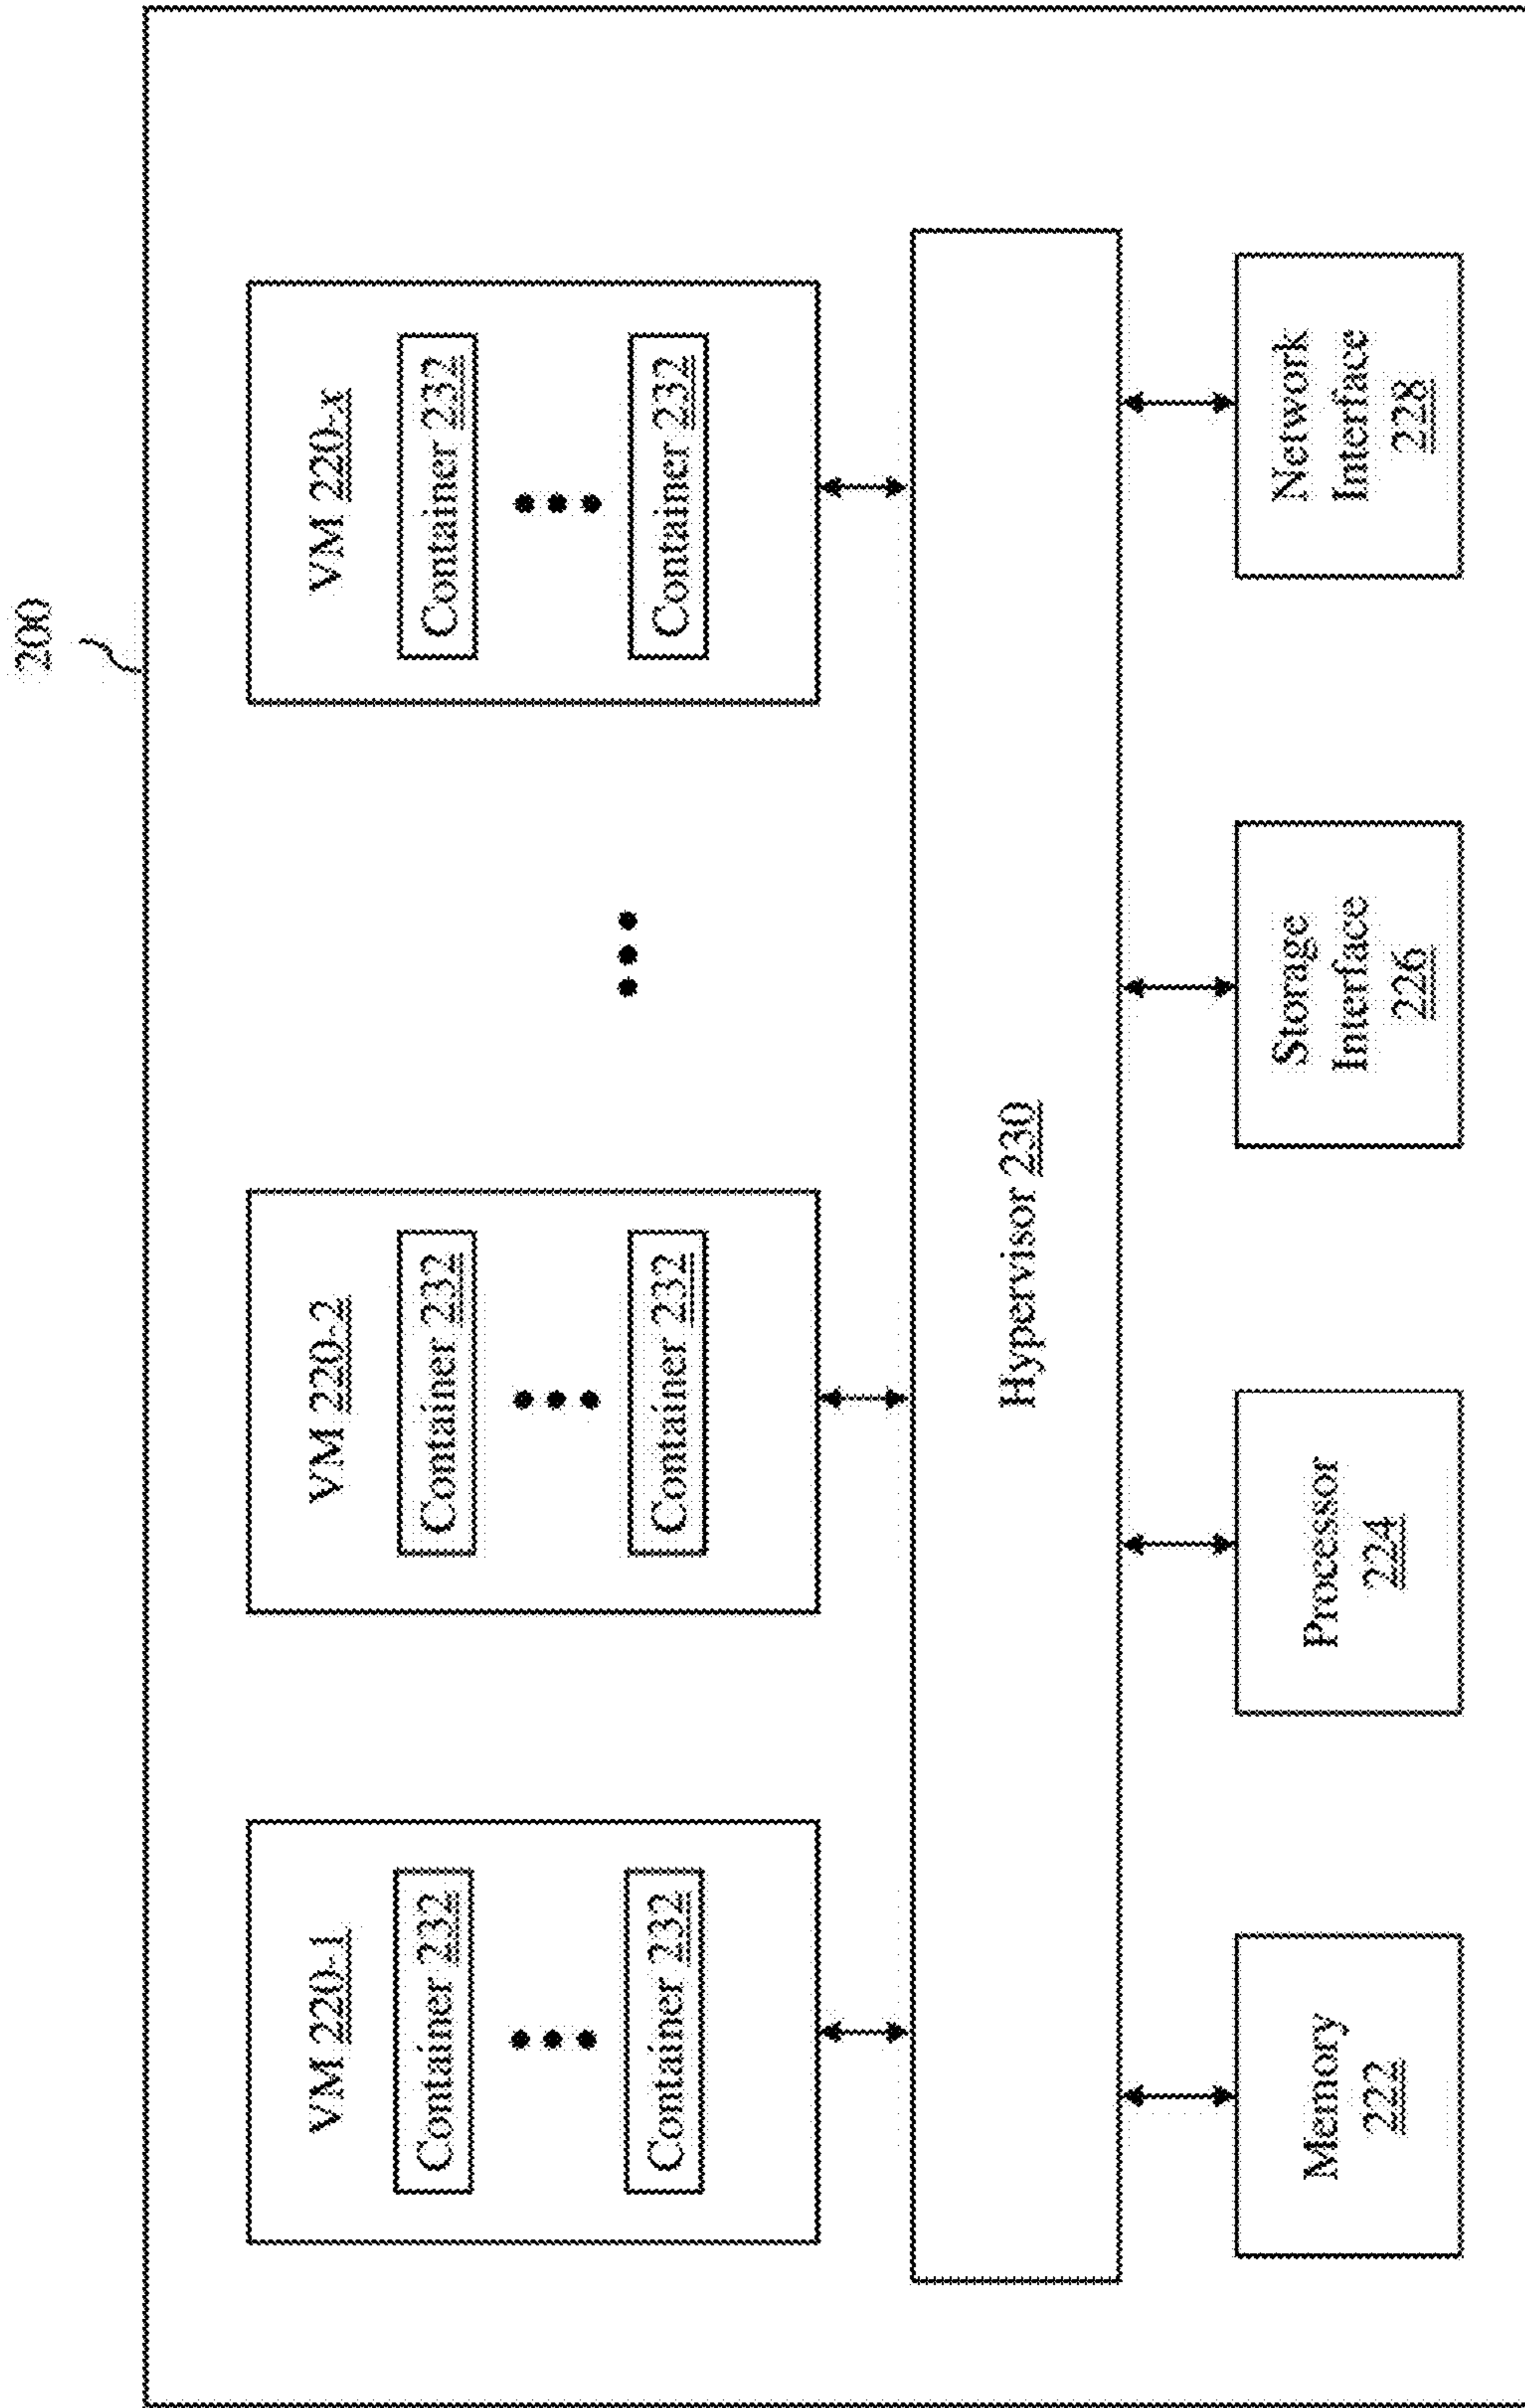 200
VM 220-1
Container 232
Container 232
VM 220-2
Container 232
Container 232
VM 220-x
Container 232
Container 232
Hypervisor 230
Memory
222
Processor
224
Storage
Interface
226
Network
Interface
228